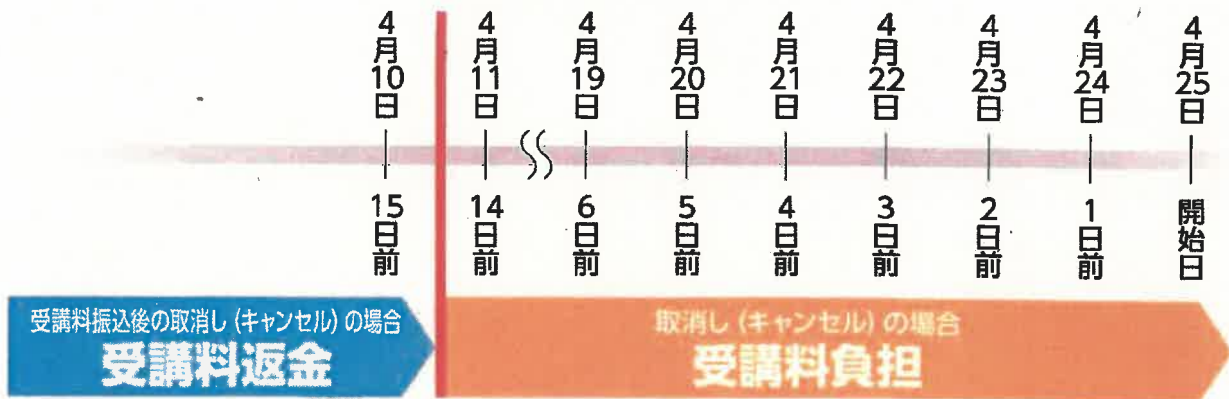 4月10日
4月11日
4月19日
4月20日
4月21日
4月22日
4月23日
4月24日
4月25日
15日前
14日前
6日前
5日前
4日前
3日前
2日前
1日前
開始日
受講料振込後の取消し(キャンセル)の場合
受講料返金
取消し(キャンセル)の場合
受講料負担